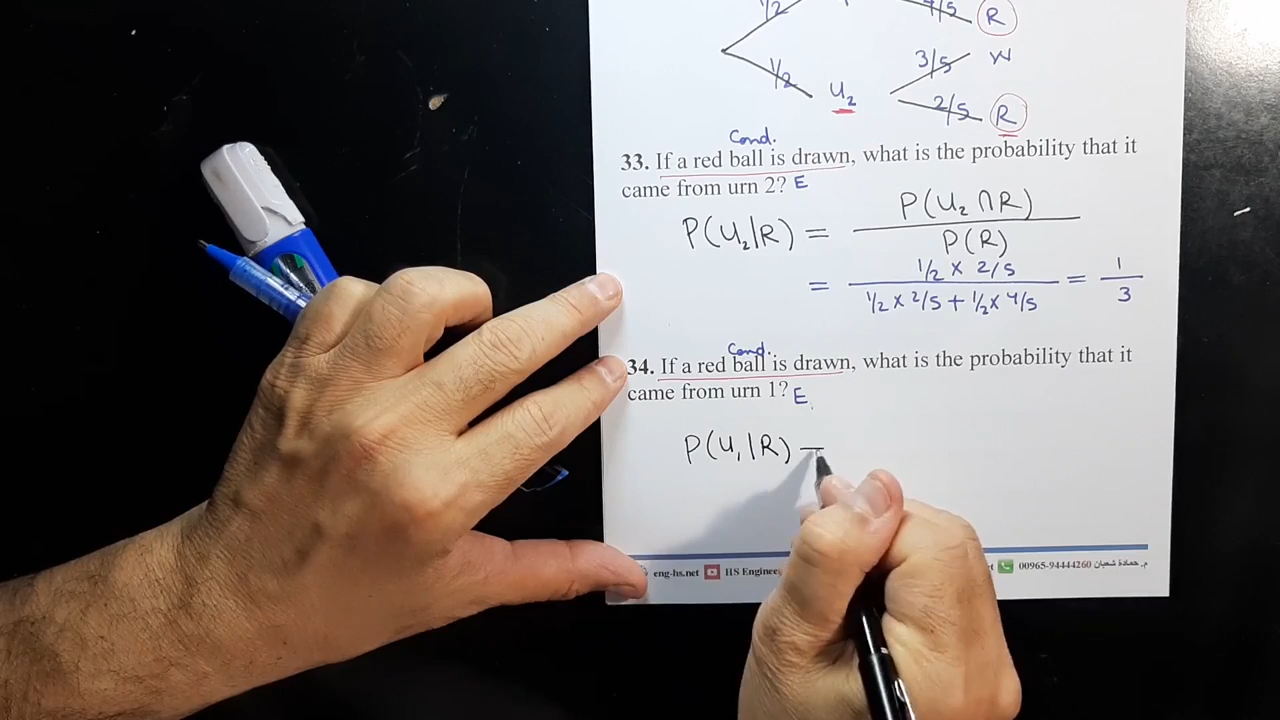 1/2
4/5 R
3/5 W
1/2 U2
2/5 R
Cond.
33. If a red ball is drawn, what is the probability that it
came from urn 2? E
P(U2|R) = P(U2∩R)
P(R)
= 1/2 × 2/5
1/2 × 2/5 + 1/2 × 4/5
= 1
3
Cond.
34. If a red ball is drawn, what is the probability that it
came from urn 1? E
P(U1|R) =
eng-hs.net HS Enginee
00965-94444260 م. حمادة شعبان